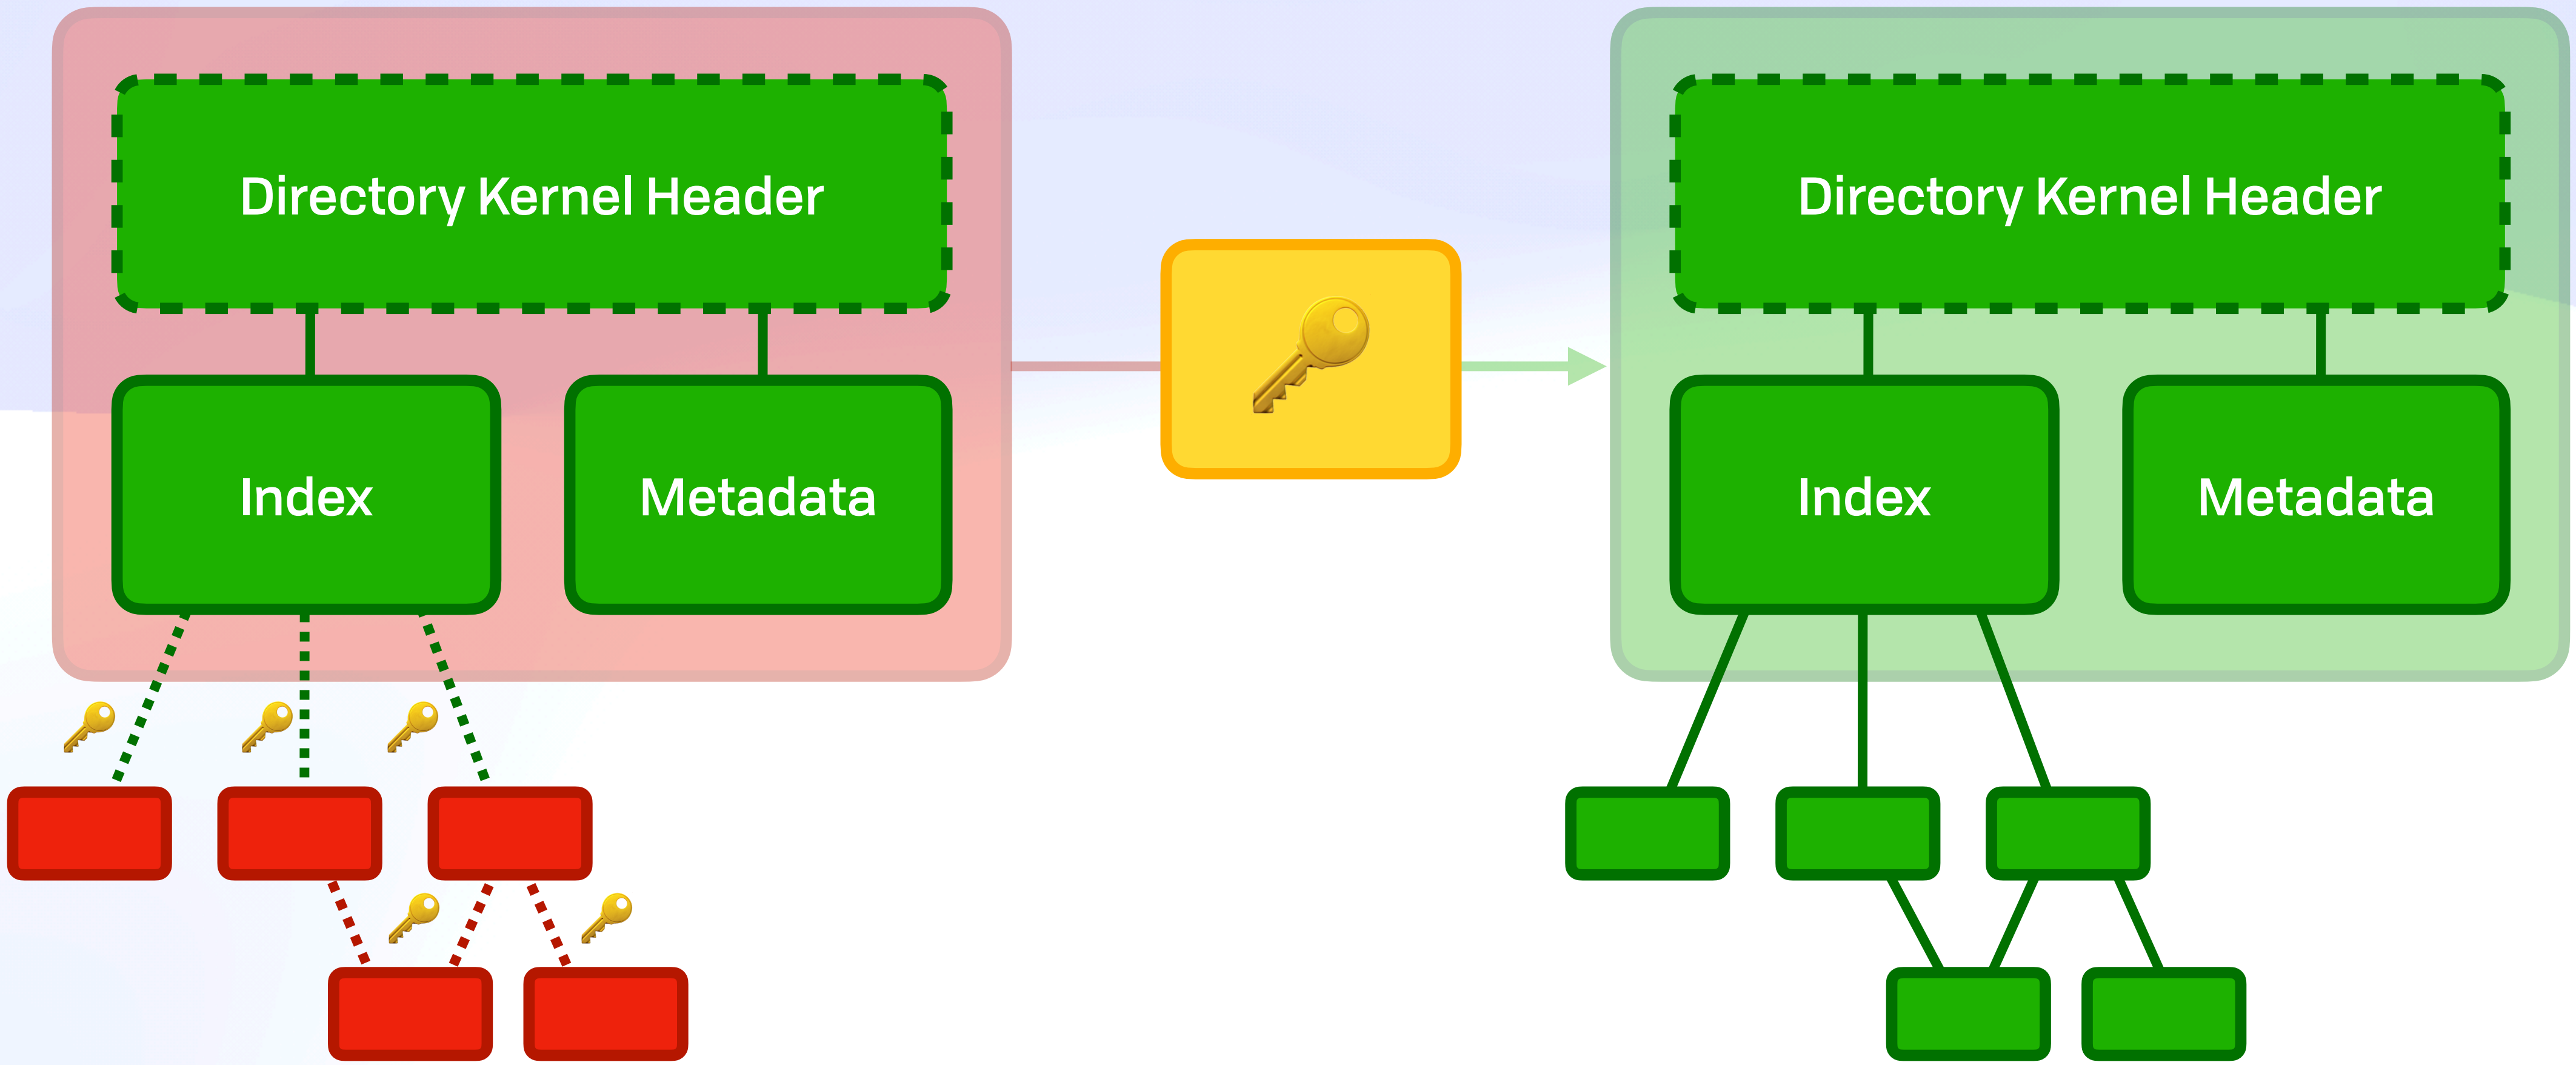 Directory Kernel Header
Index
Metadata
Directory Kernel Header
Index
Metadata